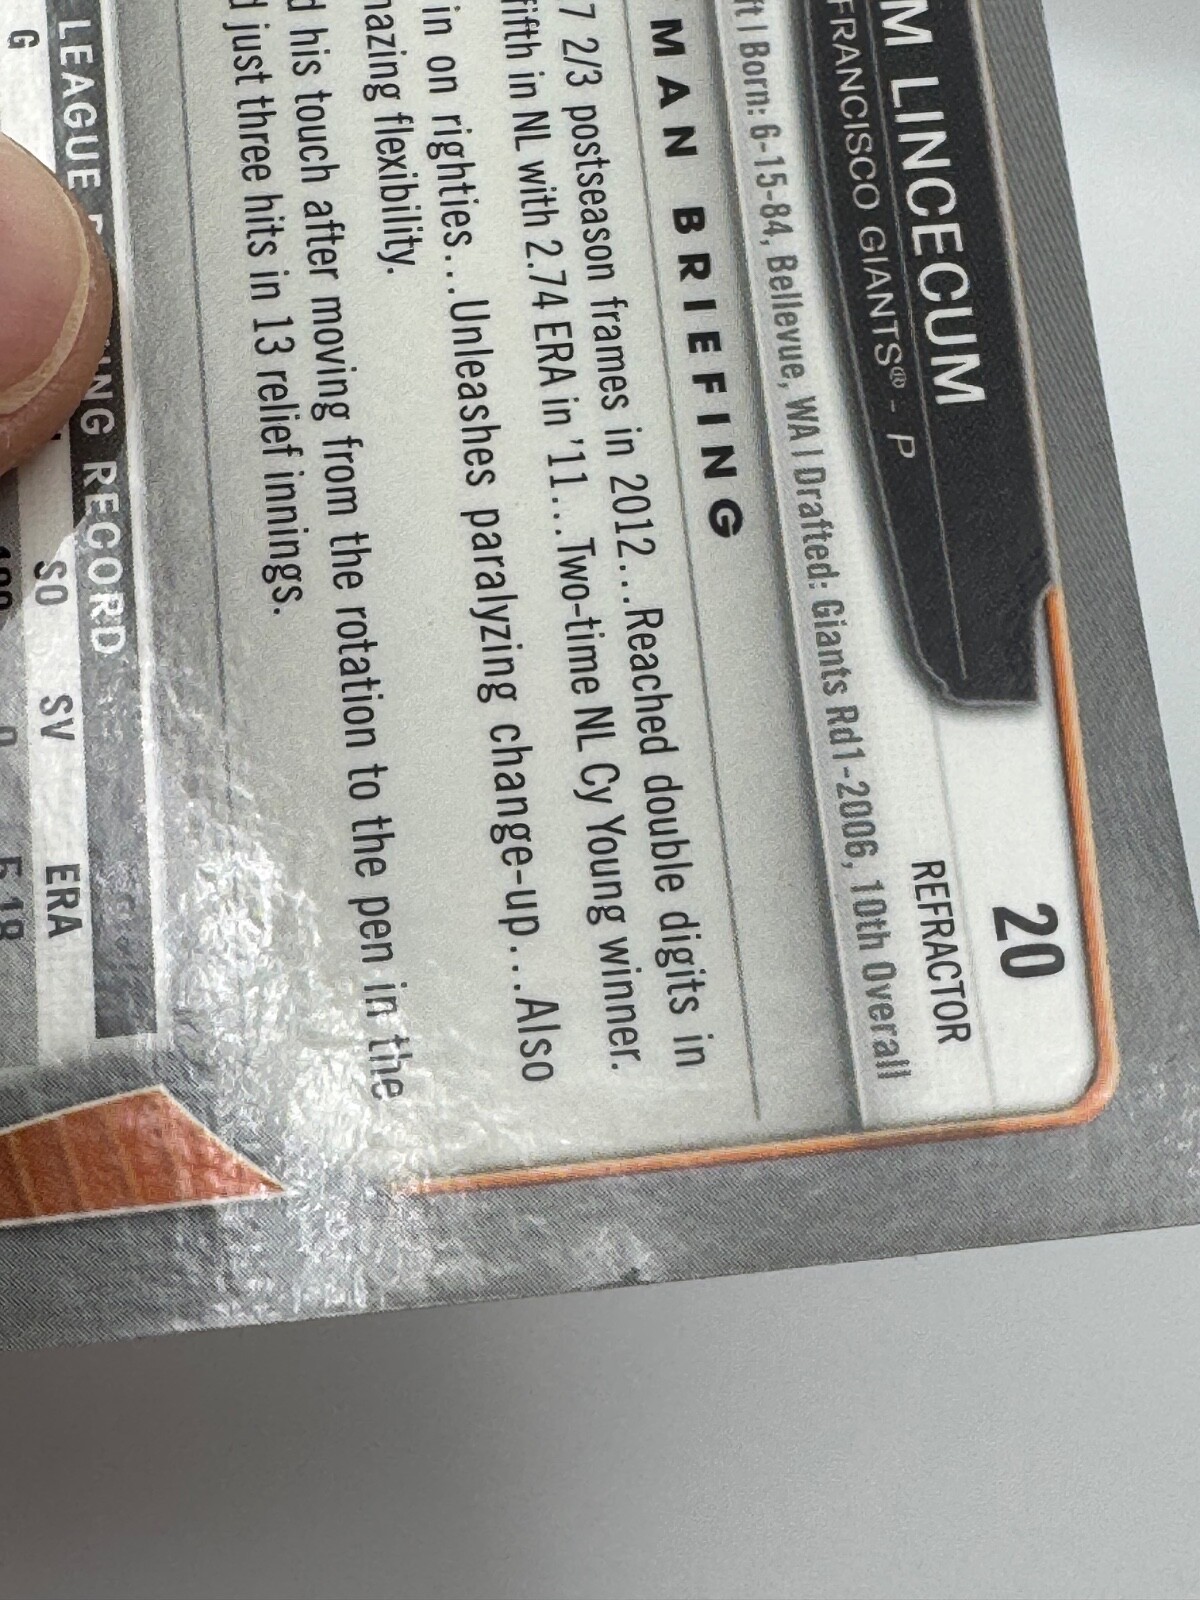 20
M LINCECUM
REFRACTOR
FRANCISCO GIANTS® - P
Born: 6-15-84, Bellevue, WA | Drafted: Giants Rd1-2006, 10th Overall
MAN BRIEFING
7 2/3 postseason frames in 2012...Reached double digits in
fifth in NL with 2.74 ERA in '11...Two-time NL Cy Young winner.
in on righties...Unleashes paralyzing change-up...Also
flexibility.
his touch after moving from the rotation to the pen in the
just three hits in 13 relief innings.
LEAGUE RECORD
G SO SV ERA